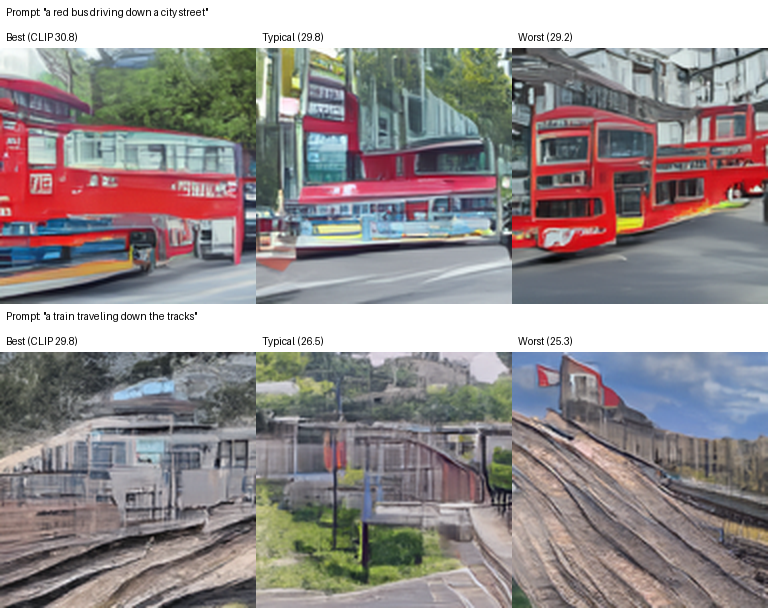 Prompt: "a red bus driving down a city street"
Best (CLIP 30.8)
Typical (29.8)
Worst (29.2)
Prompt: "a train traveling down the tracks"
Best (CLIP 29.8)
Typical (26.5)
Worst (25.3)